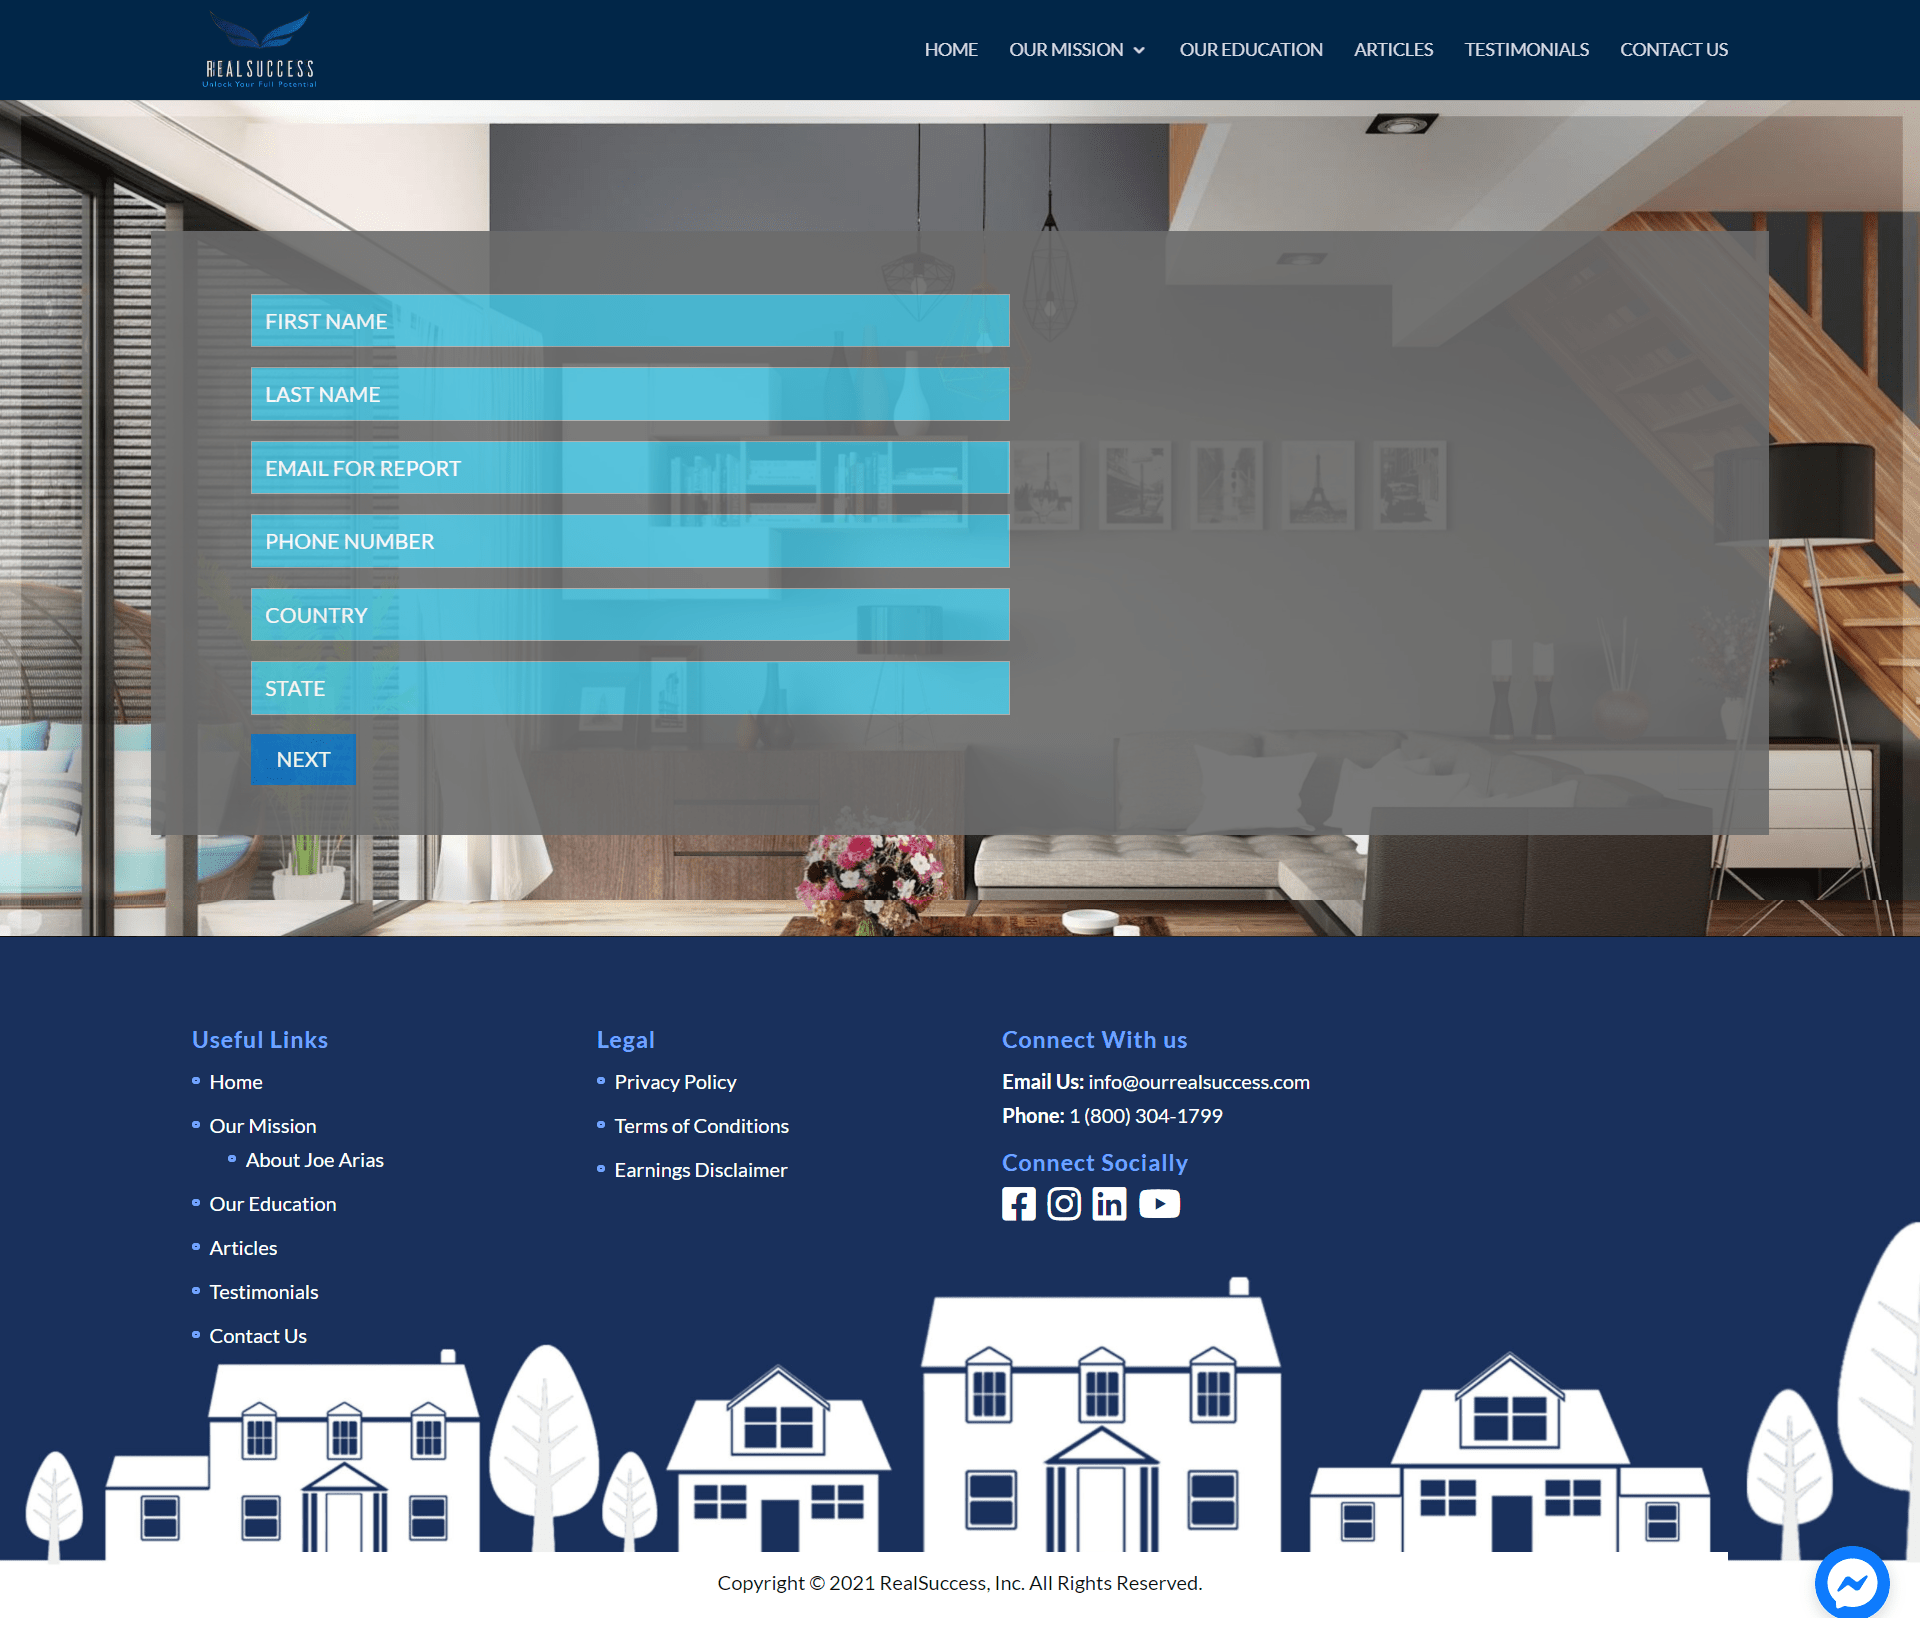 REALSUCCESS
Unlock Your Full Potential
HOME
OUR MISSION
OUR EDUCATION
ARTICLES
TESTIMONIALS
CONTACT US
FIRST NAME
LAST NAME
EMAIL FOR REPORT
PHONE NUMBER
COUNTRY
STATE
NEXT
Useful Links
Home
Our Mission
About Joe Arias
Our Education
Articles
Testimonials
Contact Us
Legal
Privacy Policy
Terms of Conditions
Earnings Disclaimer
Connect With us
Email Us: info@ourrealsuccess.com
Phone: 1 (800) 304-1799
Connect Socially
Copyright © 2021 RealSuccess, Inc. All Rights Reserved.